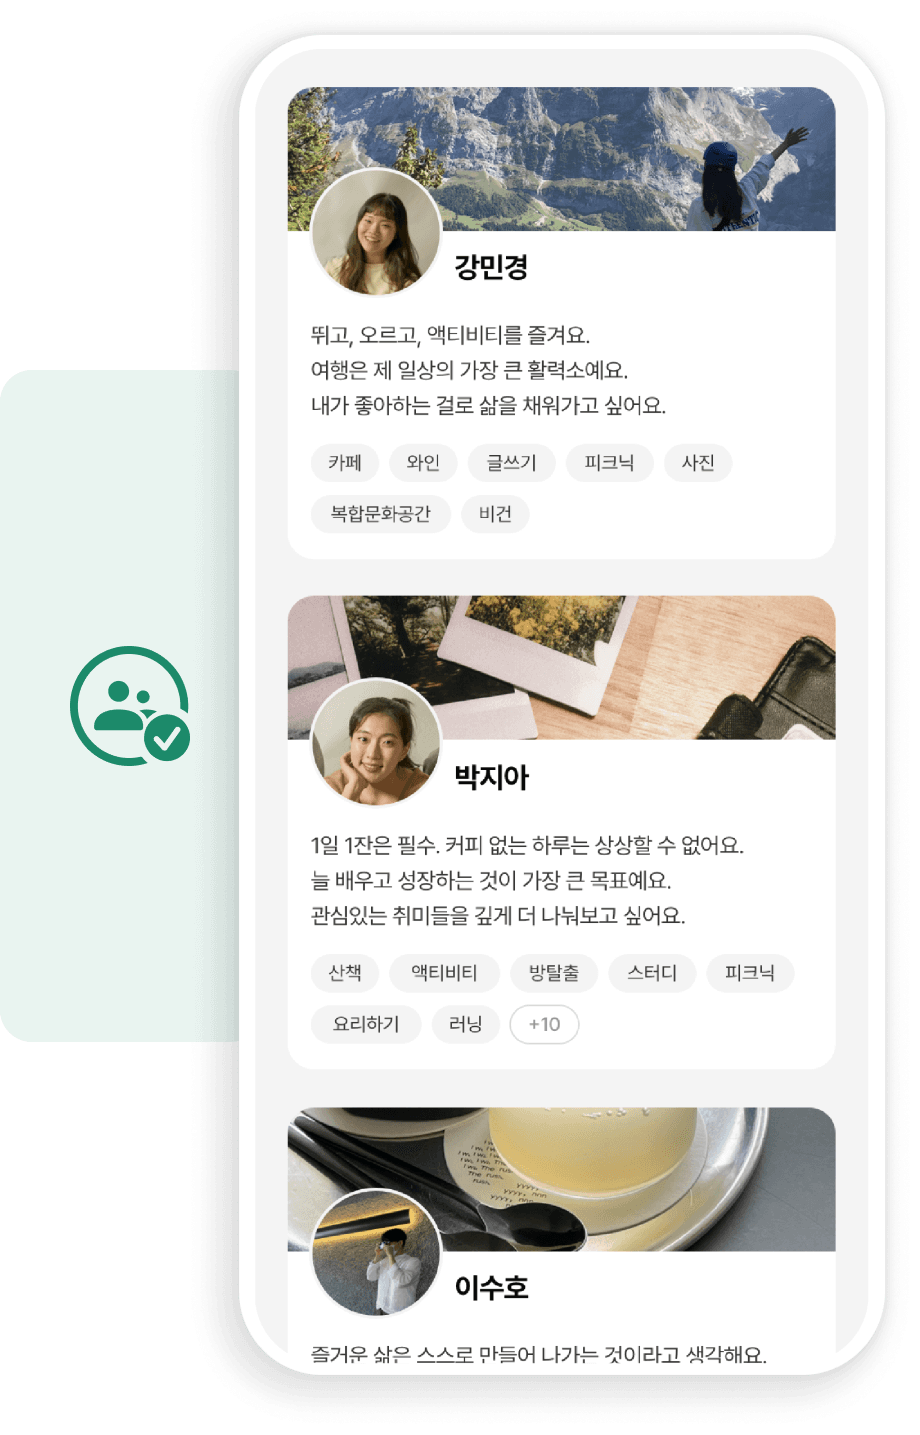 강민경
뛰고, 오르고, 액티비티를 즐겨요.
여행은 제 일상의 가장 큰 활력소예요.
내가 좋아하는 걸로 삶을 채워가고 싶어요.
카페 와인 글쓰기 피크닉 사진
복합문화공간 비건
박지아
1일 1잔은 필수. 커피 없는 하루는 상상할 수 없어요.
늘 배우고 성장하는 것이 가장 큰 목표예요.
관심있는 취미들을 깊게 더 나눠보고 싶어요.
산책 액티비티 방탈출 스터디 피크닉
요리하기 러닝 +10
이수호
즐거운 삶은 스스로 만들어 나가는 것이라고 생각해요.